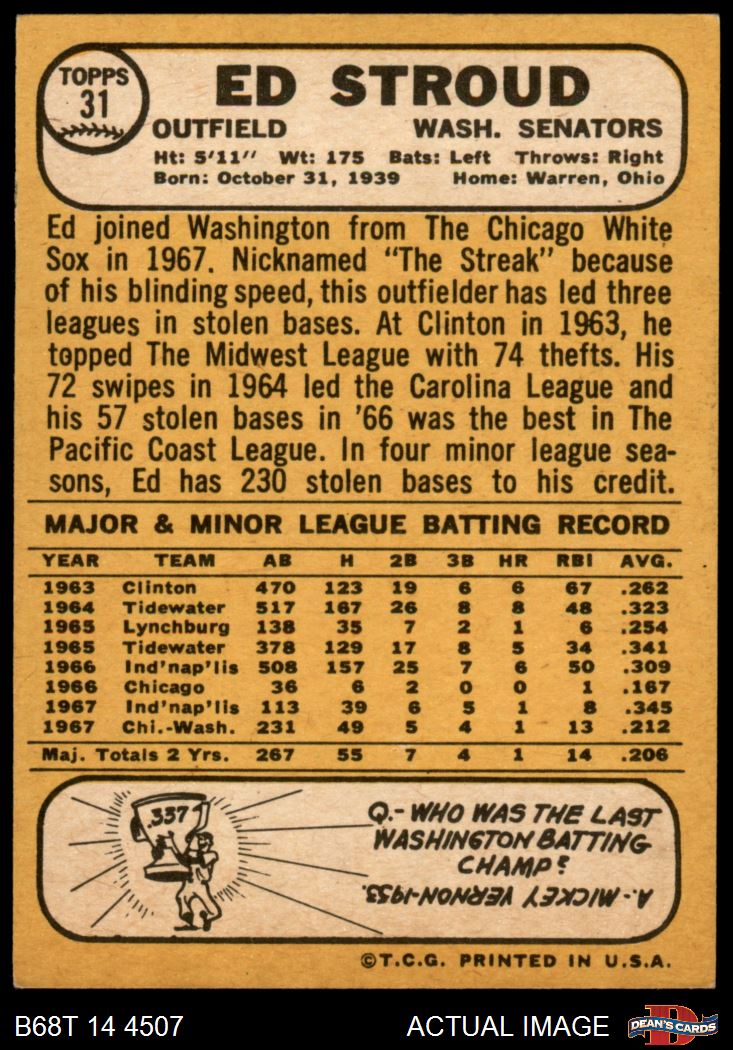 TOPPS
31
ED STROUD
OUTFIELD WASH. SENATORS
Ht: 5'11" Wt: 175 Bats: Left Throws: Right
Born: October 31, 1939 Home: Warren, Ohio
Ed joined Washington from The Chicago White
Sox in 1967. Nicknamed "The Streak" because
of his blinding speed, this outfielder has led three
leagues in stolen bases. At Clinton in 1963, he
topped The Midwest League with 74 thefts. His
72 swipes in 1964 led the Carolina League and
his 57 stolen bases in '66 was the best in The
Pacific Coast League. In four minor league sea-
sons, Ed has 230 stolen bases to his credit.
MAJOR & MINOR LEAGUE BATTING RECORD
YEAR TEAM AB H 2B 3B HR RBI AVG.
1963 Clinton 470 123 19 6 6 67 .262
1964 Tidewater 517 167 26 8 8 48 .323
1965 Lynchburg 138 35 7 2 1 6 .254
1965 Tidewater 378 129 17 8 5 34 .341
1966 Ind'nap'lis 508 157 25 7 6 50 .309
1966 Chicago 36 6 2 0 0 1 .167
1967 Ind'nap'lis 113 39 6 5 1 8 .345
1967 Chi.-Wash. 231 49 5 4 1 13 .212
Maj. Totals 2 Yrs. 267 55 7 4 1 14 .206
.337
Q.- WHO WAS THE LAST
WASHINGTON BATTING
CHAMP?
A.- MICKEY VERNON-1953.
©T.C.G. PRINTED IN U.S.A.
B68T 14 4507 ACTUAL IMAGE
D
DEAN'S CARDS